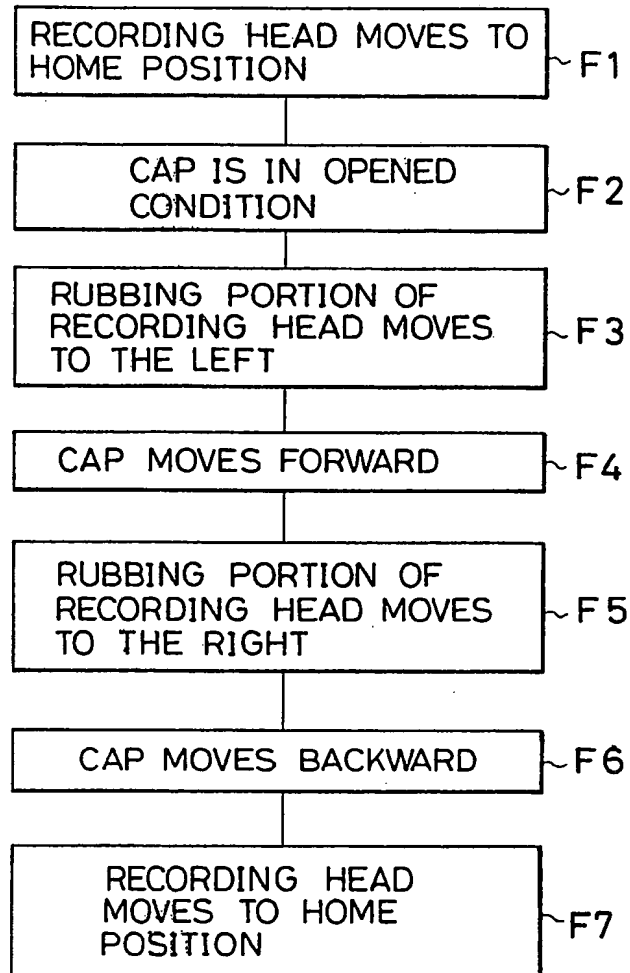 RECORDING HEAD MOVES TO
HOME POSITION
F1
CAP IS IN OPENED
CONDITION
F2
RUBBING PORTION OF
RECORDING HEAD MOVES
TO THE LEFT
F3
CAP MOVES FORWARD
F4
RUBBING PORTION OF
RECORDING HEAD MOVES
TO THE RIGHT
F5
CAP MOVES BACKWARD
F6
RECORDING HEAD
MOVES TO HOME
POSITION
F7